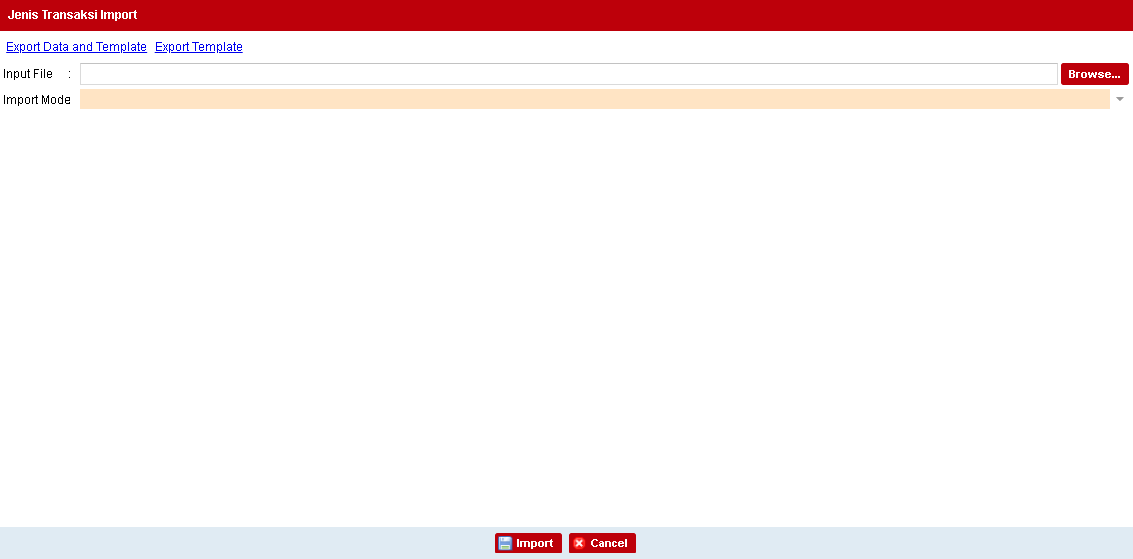 Jenis Transaksi Import
Export Data and Template Export Template
Input File : Browse...
Import Mode
Import Cancel